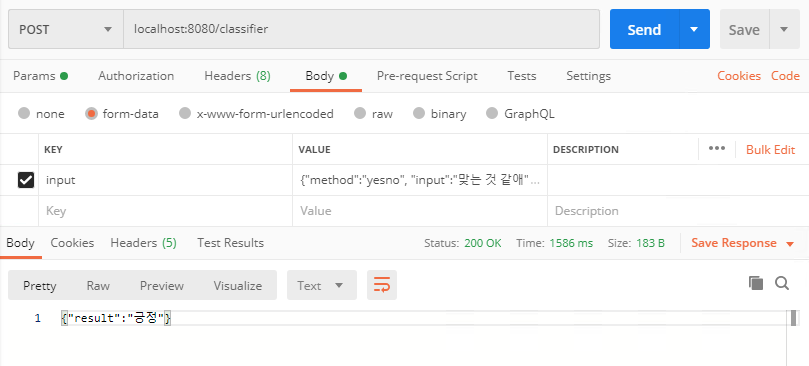 POST localhost:8080/classifier Send Save
Params Authorization Headers (8) Body Pre-request Script Tests Settings Cookies Code
none form-data x-www-form-urlencoded raw binary GraphQL
KEY VALUE DESCRIPTION ••• Bulk Edit
input {"method":"yesno", "input":"맞는 것 같애"...
Key Value Description
Body Cookies Headers (5) Test Results Status: 200 OK Time: 1586 ms Size: 183 B Save Response
Pretty Raw Preview Visualize Text
1 {"result":"긍정"}